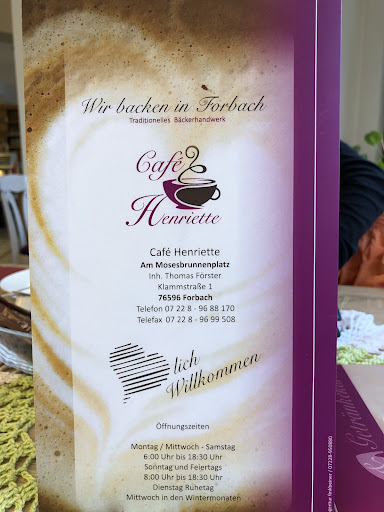 Wir backen in Forbach
Traditionelles Bäckerhandwerk
Café
Henriette
Café Henriette
Am Mosesbrunnenplatz
Inh. Thomas Förster
Klammstraße 1
76596 Forbach
Telefon 07 22 8 - 96 88 170
Telefax 07 22 8 - 96 99 508
lich
Willkommen
Öffnungszeiten
Montag / Mittwoch - Samstag
6:00 Uhr bis 18:30 Uhr
Sonntag und Feiertags
8:00 Uhr bis 18:30 Uhr
Dienstag Ruhetag
Mittwoch in den Wintermonaten